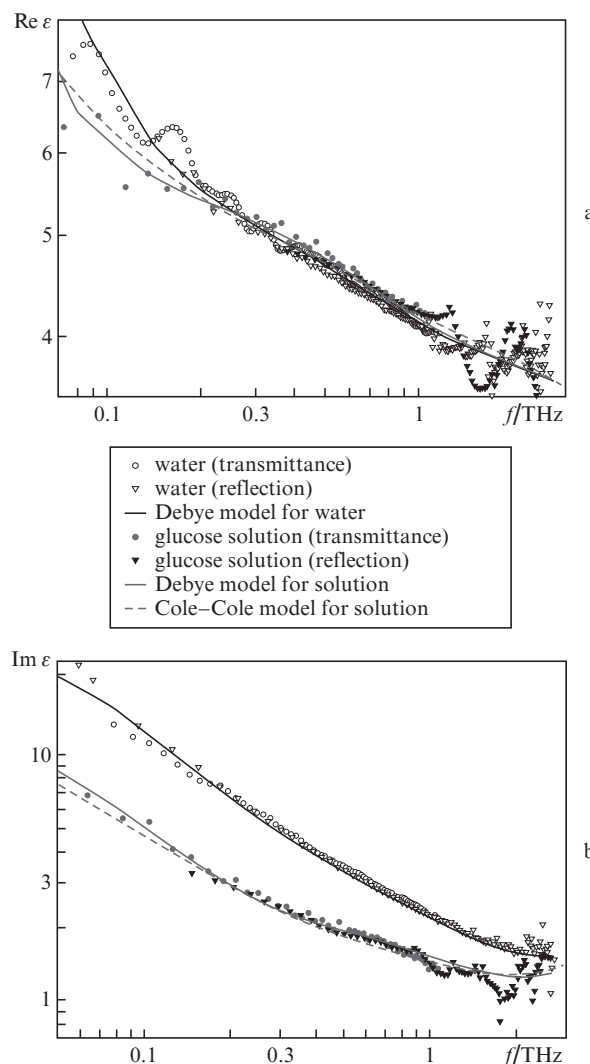 Re ε
7
6
5
4
0.1 0.3 1 f/THz
a
water (transmittance)
water (reflection)
Debye model for water
glucose solution (transmittance)
glucose solution (reflection)
Debye model for solution
Cole–Cole model for solution
Im ε
10
3
1
0.1 0.3 1 f/THz
b